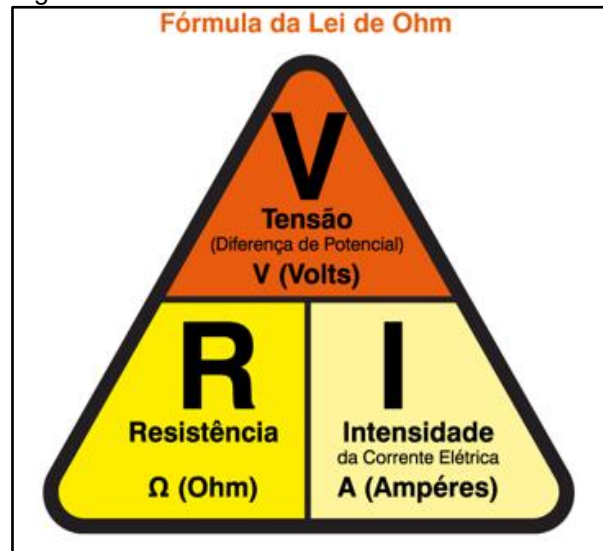 Fórmula da Lei de Ohm
V
Tensão
(Diferença de Potencial)
V (Volts)
R
Resistência
Ω (Ohm)
I
Intensidade
da Corrente Elétrica
A (Ampéres)